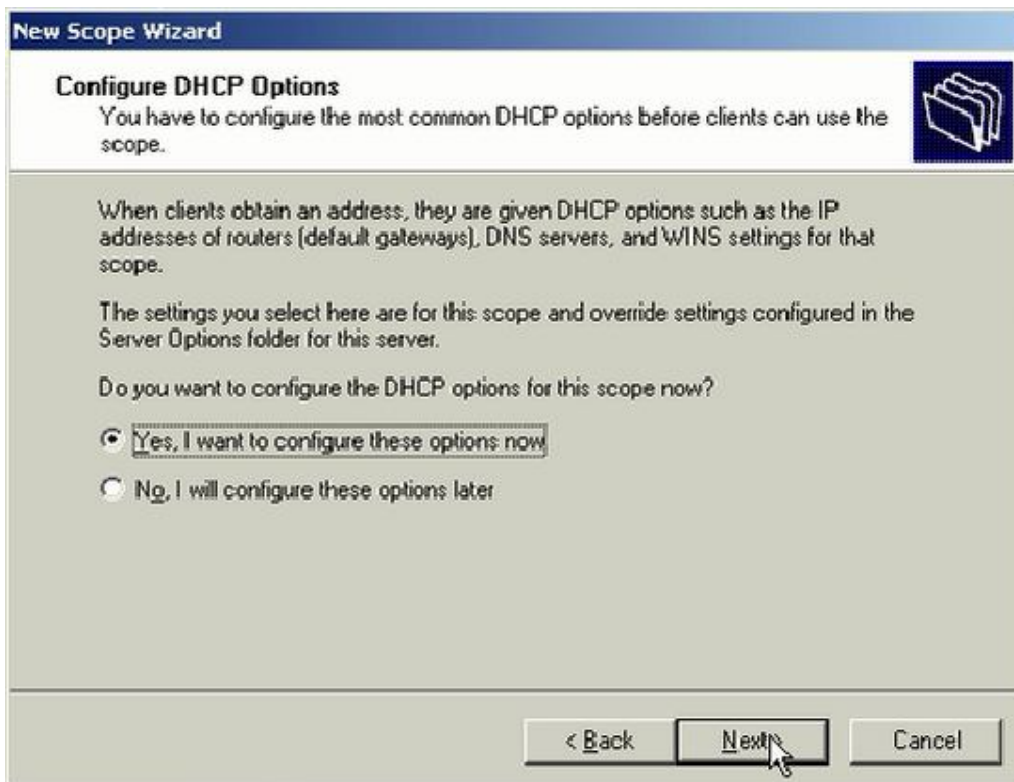 New Scope Wizard
Configure DHCP Options
You have to configure the most common DHCP options before clients can use the
scope.
When clients obtain an address, they are given DHCP options such as the IP
addresses of routers (default gateways), DNS servers, and WINS settings for that
scope.
The settings you select here are for this scope and override settings configured in the
Server Options folder for this server.
Do you want to configure the DHCP options for this scope now?
Yes, I want to configure these options now
No, I will configure these options later
< Back
Next >
Cancel